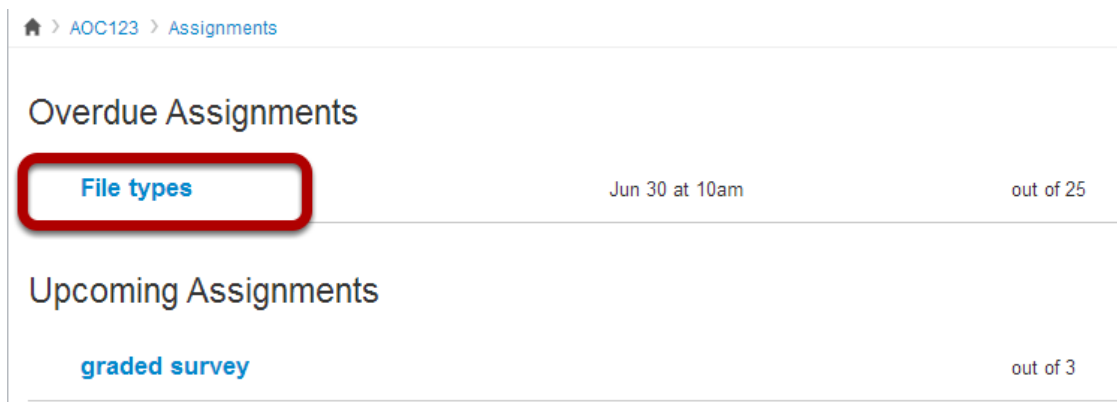 AOC123 > Assignments
Overdue Assignments
File types Jun 30 at 10am out of 25
Upcoming Assignments
graded survey out of 3